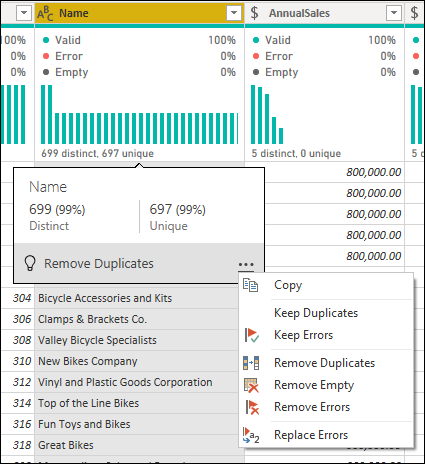 ABC Name $ AnnualSales $
100% Valid 100% Valid 100%
0% Error 0% Error 0%
0% Empty 0% Empty 0%
699 distinct, 697 unique 5 distinct, 0 unique
800,000.00
Name 800,000.00
699 (99%) 697 (99%) 800,000.00
Distinct Unique 800,000.00
800,000.00
Remove Duplicates ...
Copy
304 Bicycle Accessories and Kits
306 Clamps & Brackets Co. Keep Duplicates
308 Valley Bicycle Specialists Keep Errors
310 New Bikes Company Remove Duplicates
312 Vinyl and Plastic Goods Corporation Remove Empty
314 Top of the Line Bikes Remove Errors
316 Fun Toys and Bikes Replace Errors
318 Great Bikes